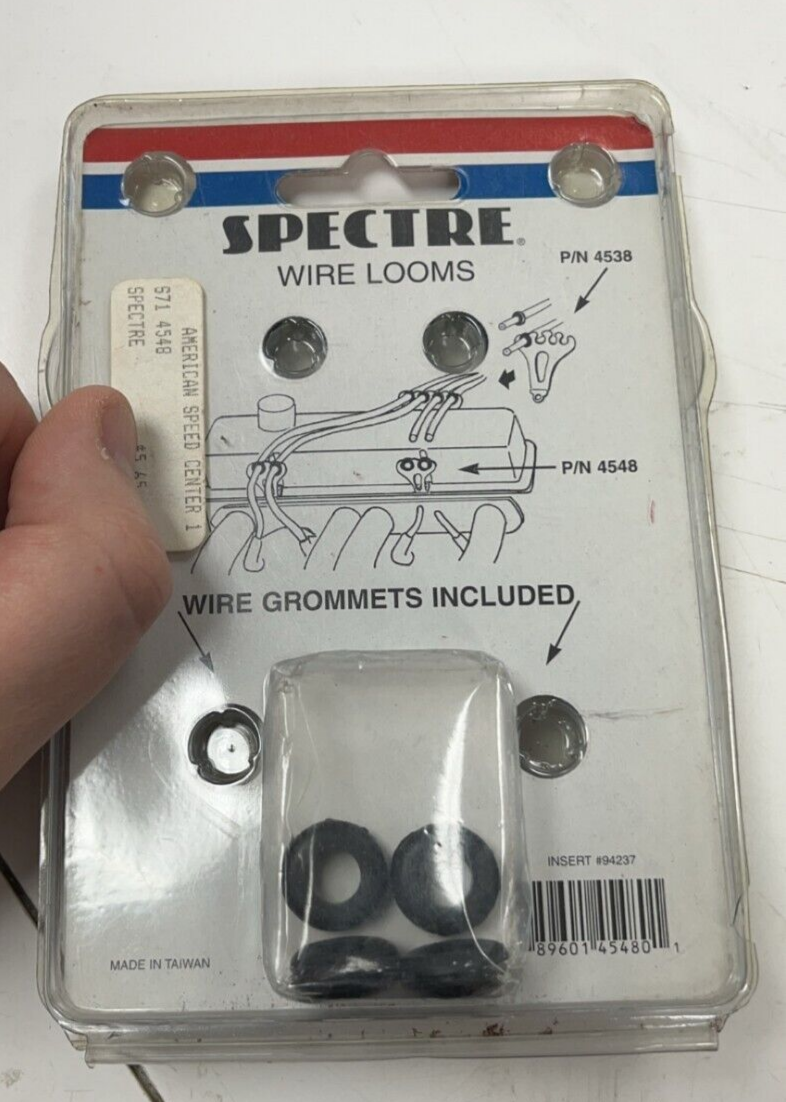 SPECTRE®
WIRE LOOMS
P/N 4538
AMERICAN SPEED CENTER 1
S71 4548
SPECTRE
P/N 4548
WIRE GROMMETS INCLUDED
INSERT #94237
89601 45480 1
MADE IN TAIWAN